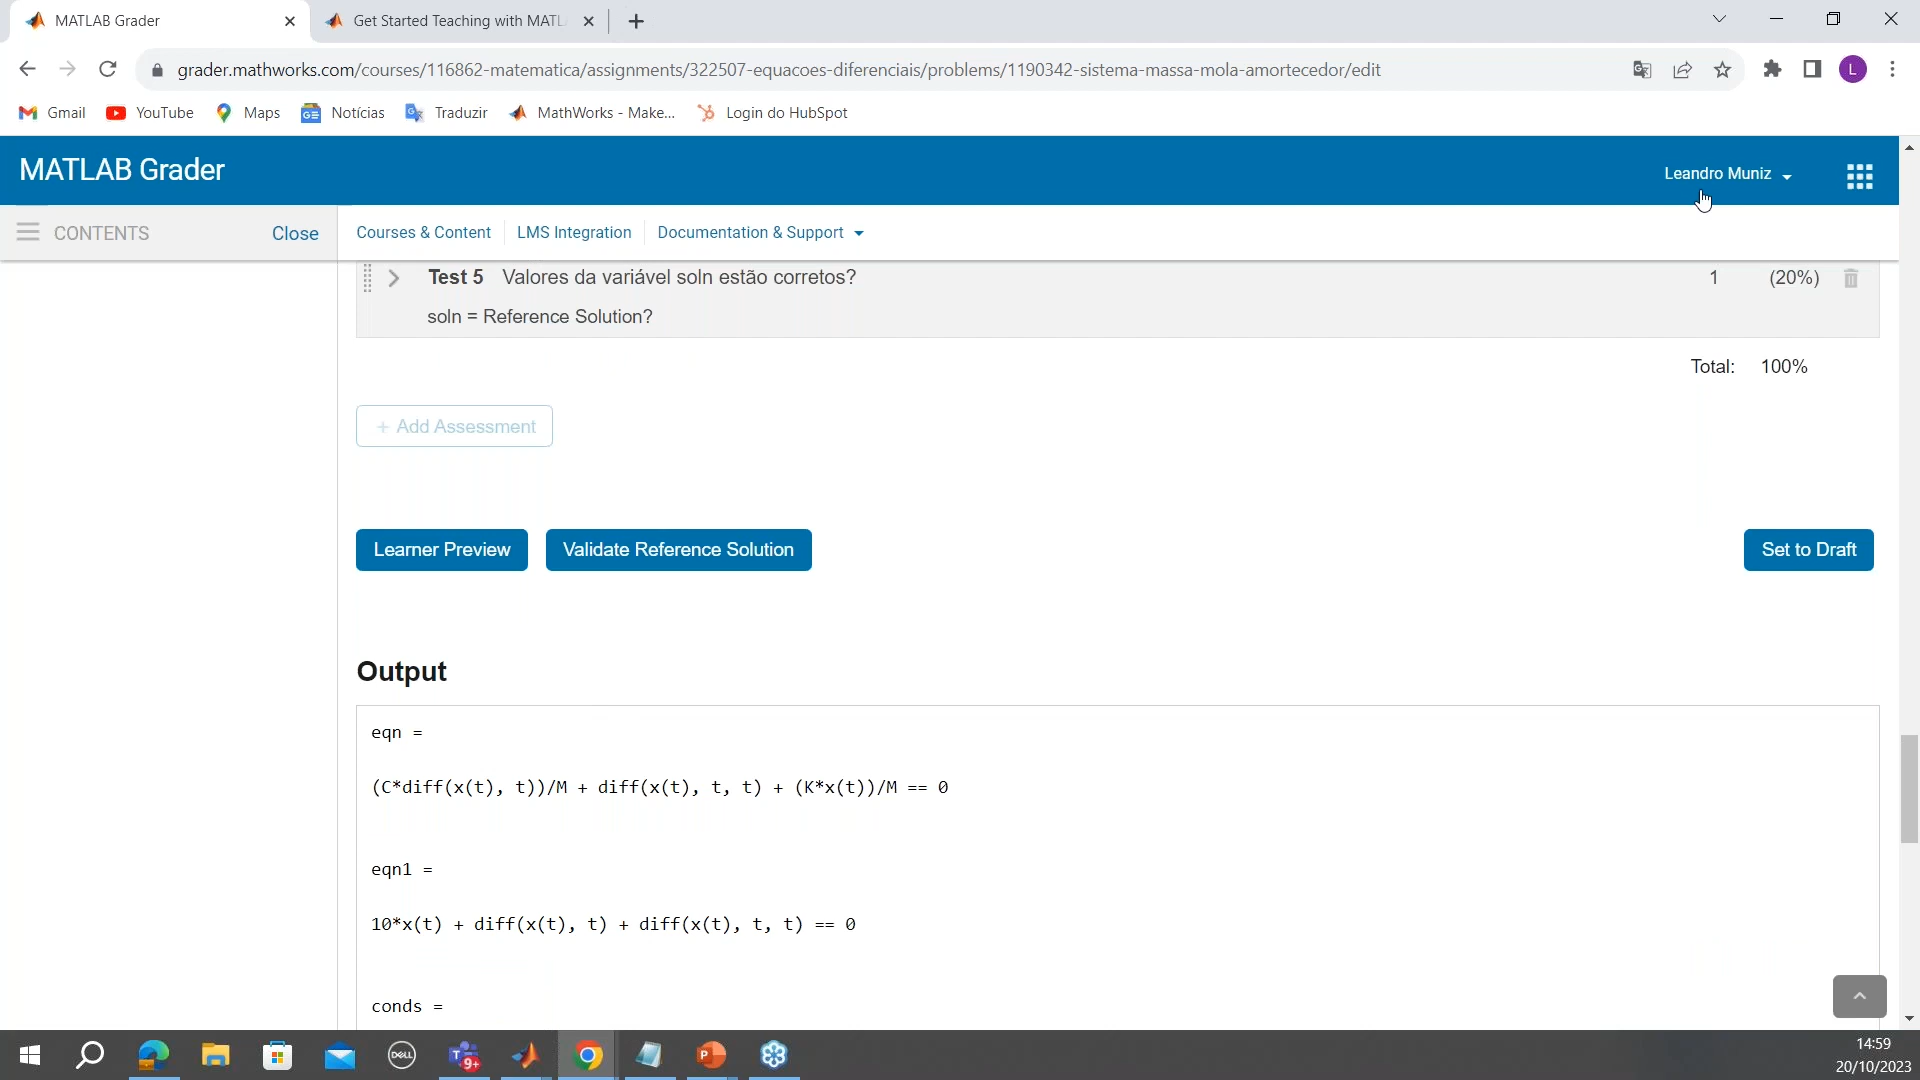 MATLAB Grader
Get Started Teaching with MATL
grader.mathworks.com/courses/116862-matematica/assignments/322507-equacoes-diferenciais/problems/1190342-sistema-massa-mola-amortecedor/edit
L
Gmail YouTube Maps Notícias Traduzir MathWorks - Make... Login do HubSpot
MATLAB Grader
Leandro Muniz
CONTENTS Close
Courses & Content LMS Integration Documentation & Support
Test 5 Valores da variável soln estão corretos? 1 (20%)
soln = Reference Solution?
Total: 100%
+ Add Assessment
Learner Preview Validate Reference Solution Set to Draft
Output
eqn =
(C*diff(x(t), t))/M + diff(x(t), t, t) + (K*x(t))/M == 0
eqn1 =
10*x(t) + diff(x(t), t) + diff(x(t), t, t) == 0
conds =
DELL
9+
14:59
20/10/2023